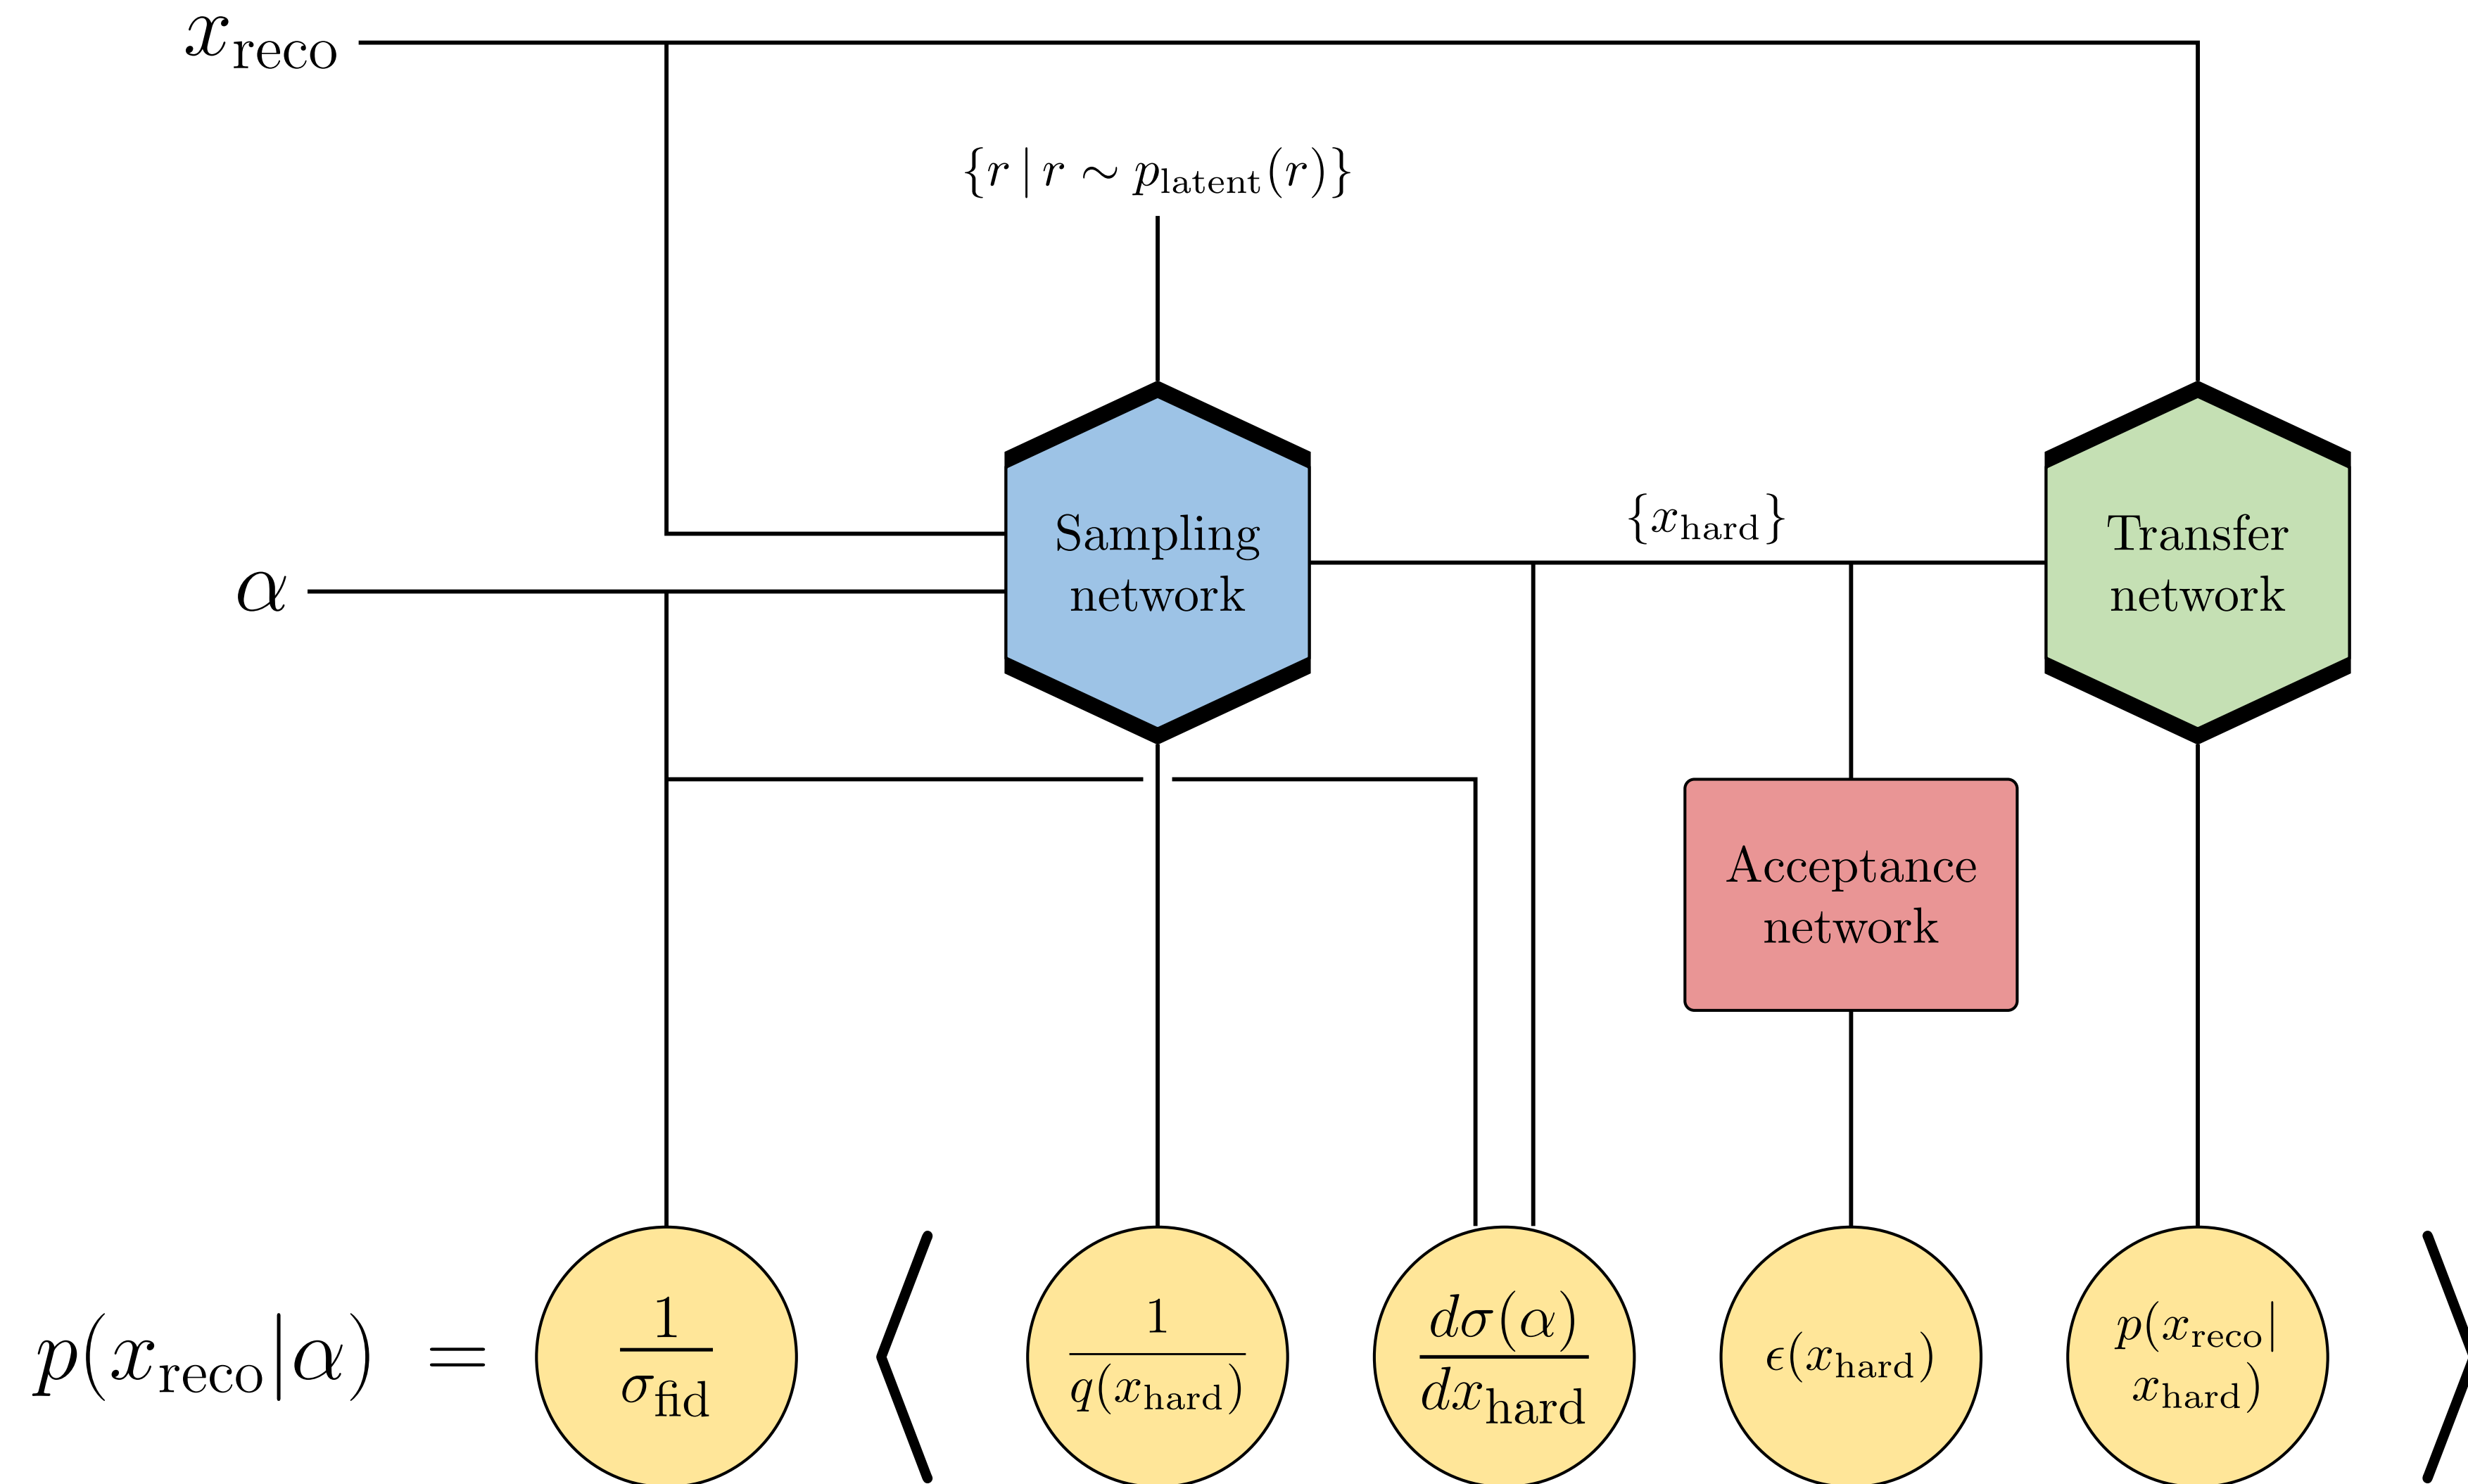 x_reco
{r | r ∼ p_latent(r)}
Sampling
network
{x_hard}
Transfer
network
α
Acceptance
network
p(x_reco|α) =
1
σ_fid
⟨
1
q(x_hard)
dσ(α)
dx_hard
ϵ(x_hard)
p(x_reco|
x_hard)
⟩